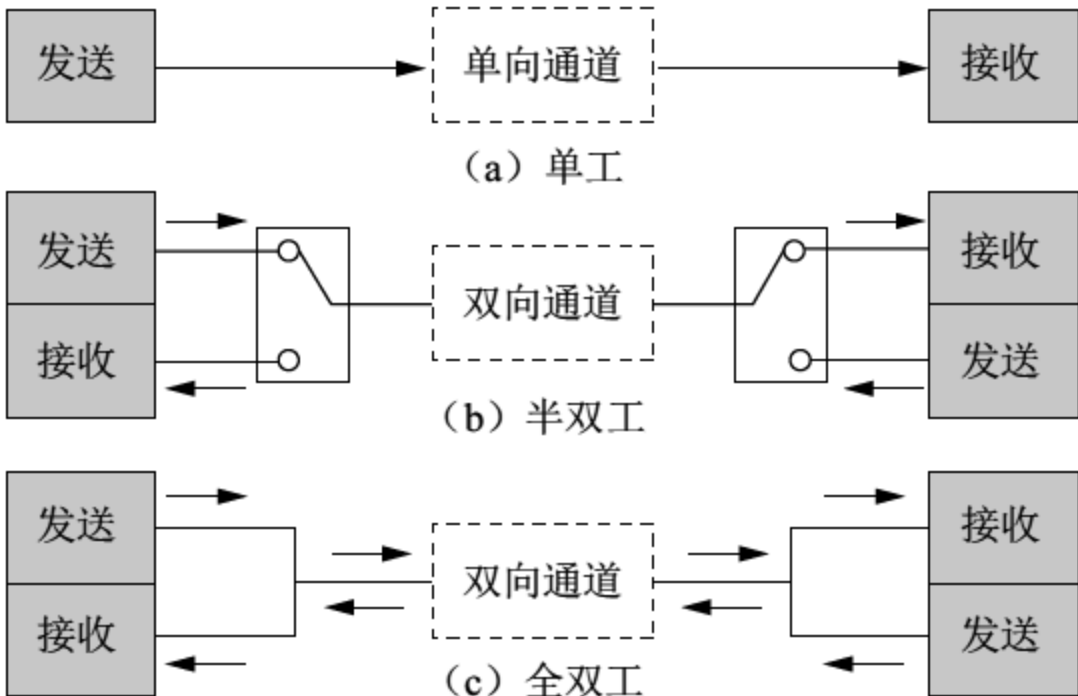 发送 单向通道 接收
（a）单工
发送 接收
双向通道
接收 发送
（b）半双工
发送 接收
双向通道
接收 发送
（c）全双工